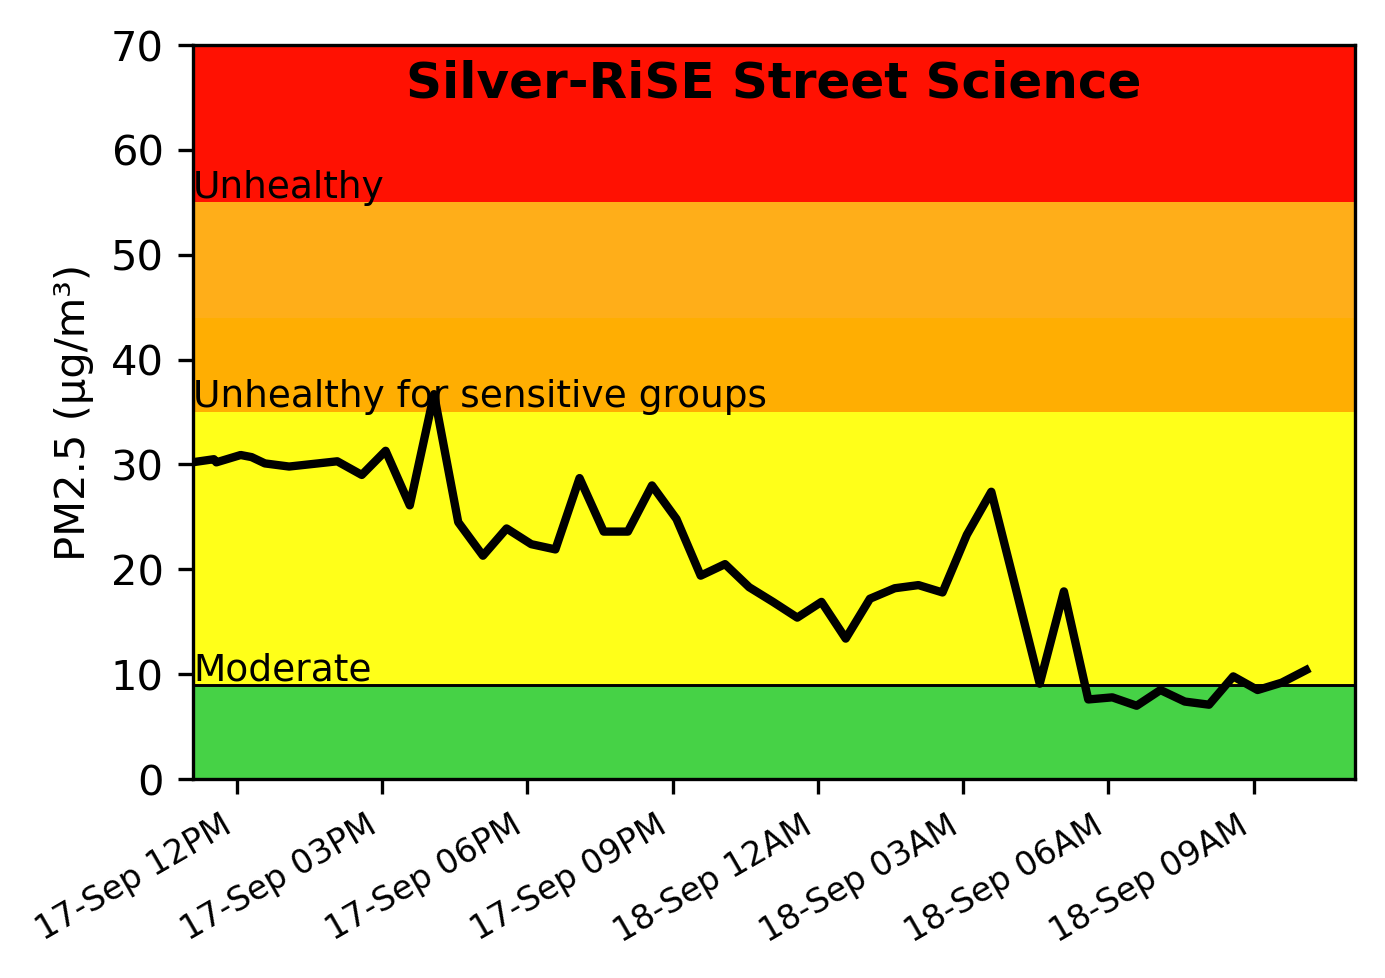 Silver-RiSE Street Science
70
60
Unhealthy
50
40
Unhealthy for sensitive groups
30
20
Moderate
10
0
PM2.5 (µg/m³)
17-Sep 12PM
17-Sep 03PM
17-Sep 06PM
17-Sep 09PM
18-Sep 12AM
18-Sep 03AM
18-Sep 06AM
18-Sep 09AM